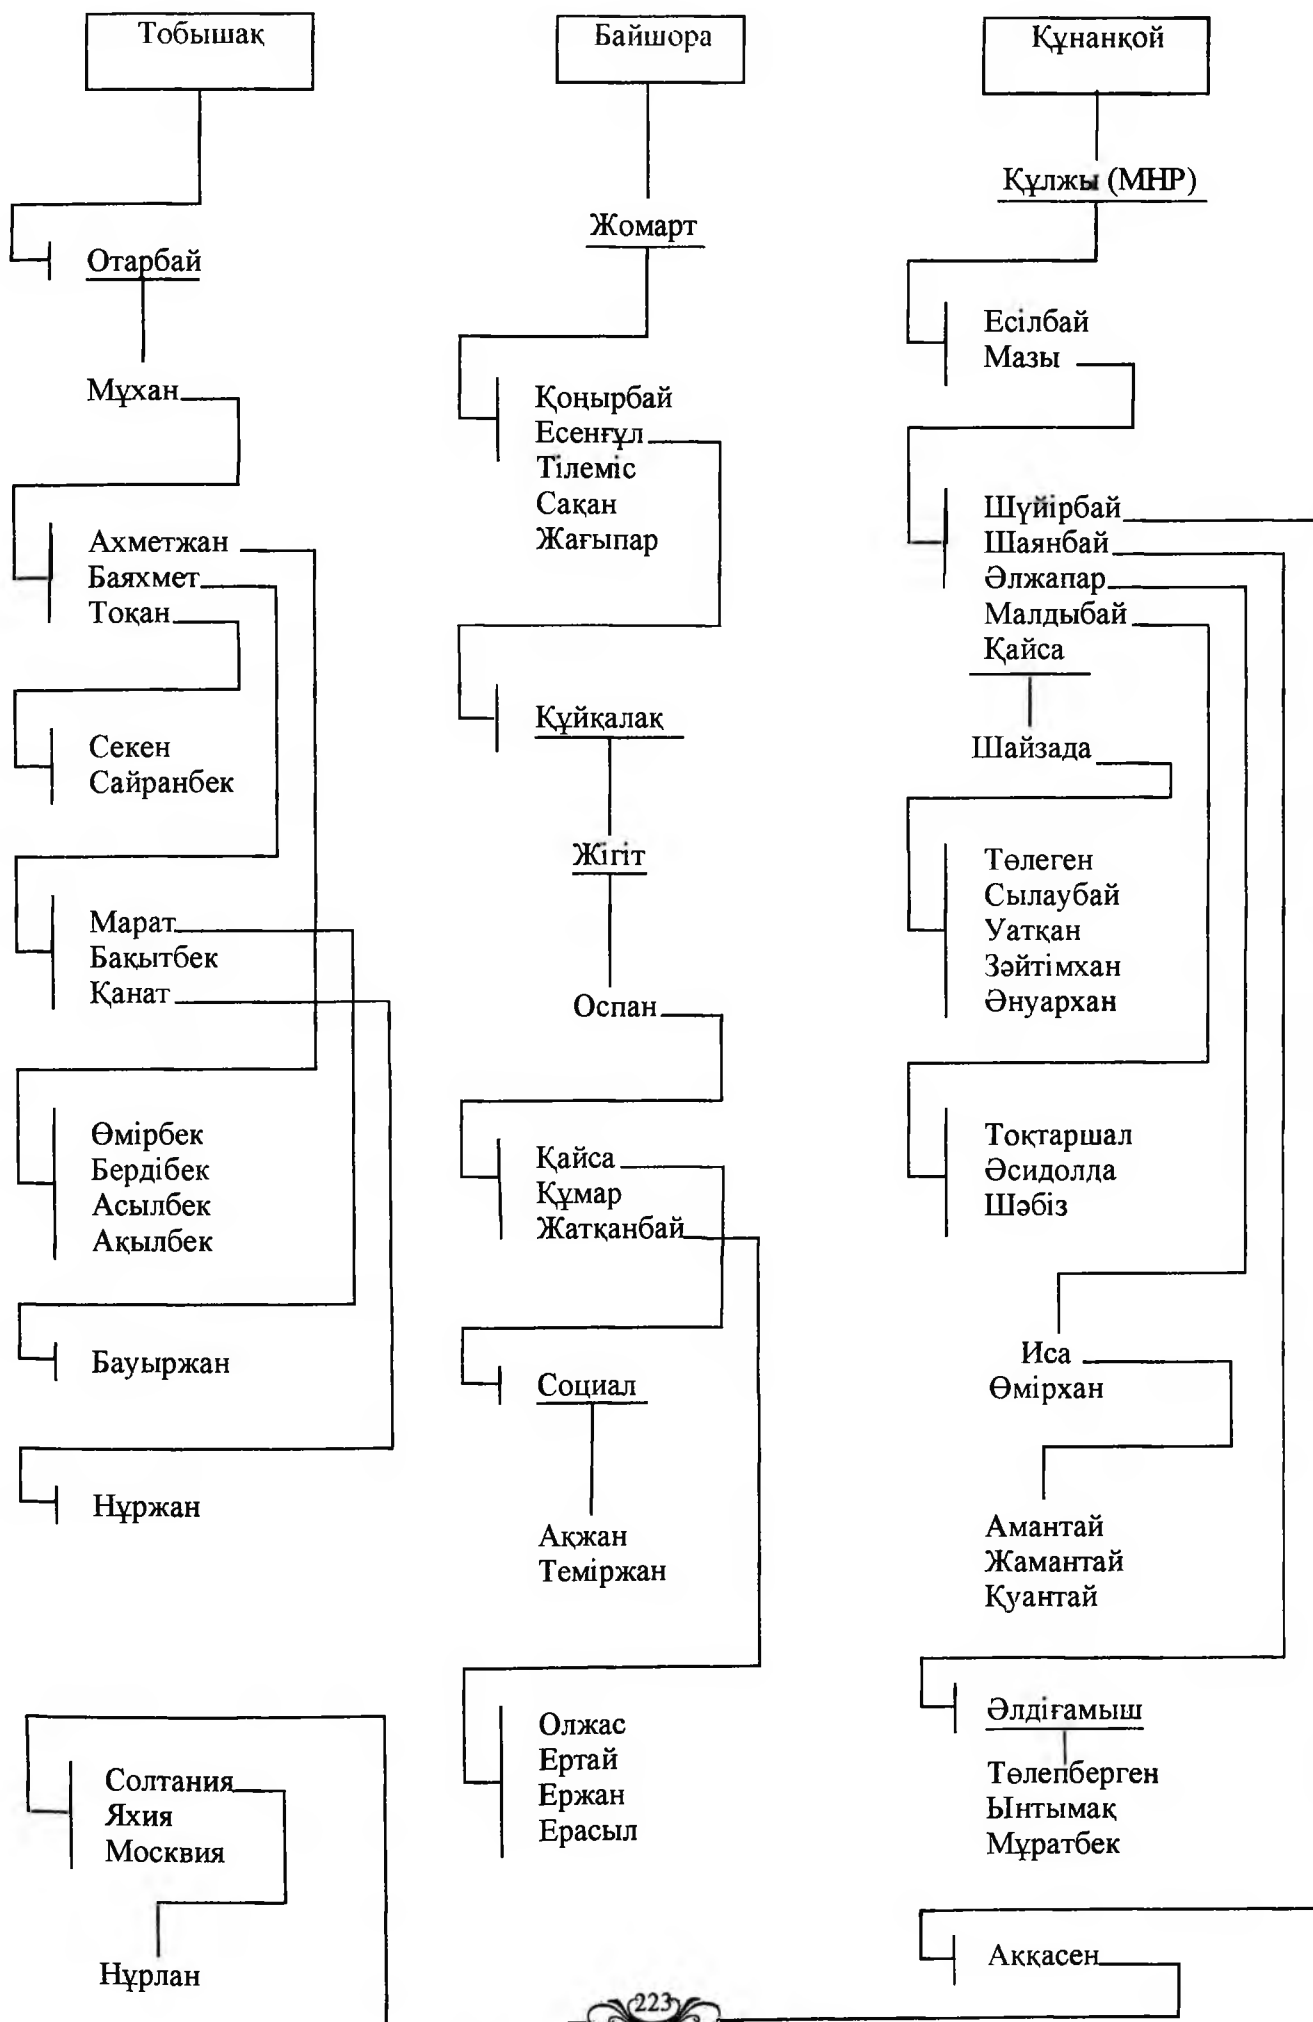 Тобышақ
Отарбай
Мұхан
Ахметжан
Баяхмет
Тоқан
Секен
Сайранбек
Марат
Бақытбек
Қанат
Өмірбек
Бердібек
Асылбек
Ақылбек
Бауыржан
Нұржан
Солтания
Яхия
Москвия
Нұрлан
Байшора
Жомарт
Қоңырбай
Есенғұл
Тілеміс
Сақан
Жағыпар
Құйқалақ
Жігіт
Оспан
Қайса
Құмар
Жатқанбай
Социал
Ақжан
Теміржан
Олжас
Ертай
Ержан
Ерасыл
Құнанқой
Құлжы (МНР)
Есілбай
Мазы
Шүйірбай
Шаянбай
Әлжапар
Малдыбай
Қайса
Шайзада
Төлеген
Сылаубай
Уатқан
Зәйтімхан
Әнуархан
Тоқтаршал
Әсидолда
Шәбіз
Иса
Өмірхан
Амантай
Жамантай
Қуантай
Әлдіғамыш
Төлепберген
Ынтымақ
Мұратбек
Аққасен
223